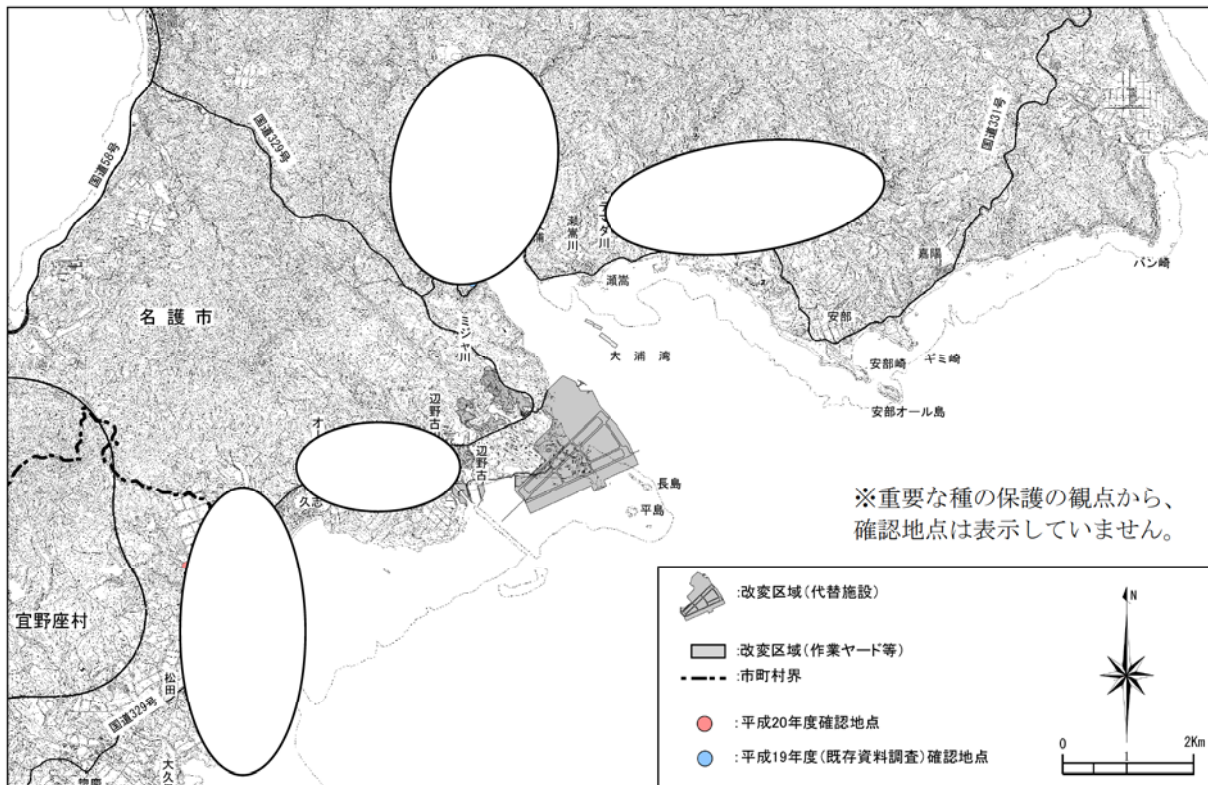 国道58号
国道329号
国道331号
瀬嵩川
瀬嵩
嘉陽
バン崎
安部
安部崎
ギミ崎
安部オール島
大浦湾
名護市
ミジャ川
辺野古
辺野古
久志
長島
平島
※重要な種の保護の観点から、
確認地点は表示していません。
宜野座村
松田
国道329号
:改変区域(代替施設)
:改変区域(作業ヤード等)
:市町村界
:平成20年度確認地点
:平成19年度(既存資料調査)確認地点
N
0 1 2Km